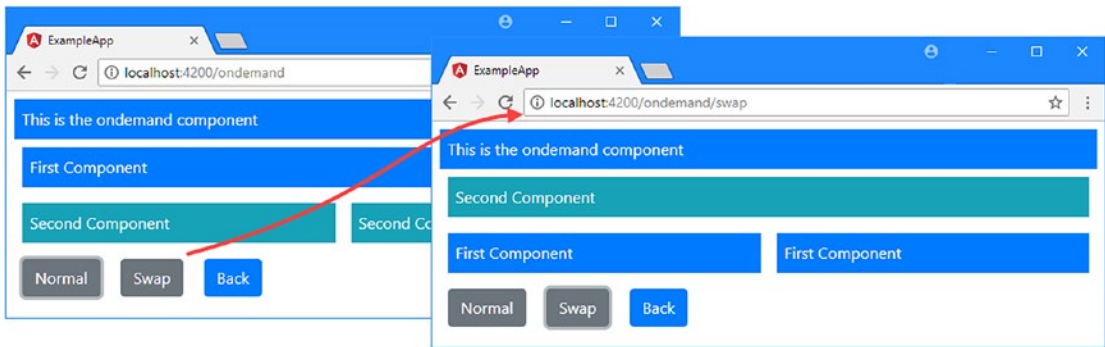 ExampleApp
localhost:4200/ondemand
This is the ondemand component
First Component
Second Component
Second
Normal
Swap
Back
ExampleApp
localhost:4200/ondemand/swap
This is the ondemand component
Second Component
First Component
First Component
Normal
Swap
Back